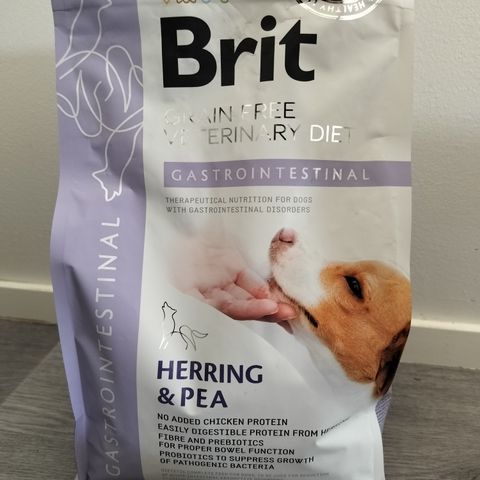 HEALTHY
Brit
GRAIN FREE
VETERINARY DIET
GASTROINTESTINAL
THERAPEUTICAL NUTRITION FOR DOGS
WITH GASTROINTESTINAL DISORDERS
GASTROINTESTINAL
HERRING
& PEA
NO ADDED CHICKEN PROTEIN
EASILY DIGESTIBLE PROTEIN FROM
FIBRE AND PREBIOTICS
FOR PROPER BOWEL FUNCTION
PROBIOTICS TO SUPPRESS GROWTH
OF PATHOGENIC BACTERIA